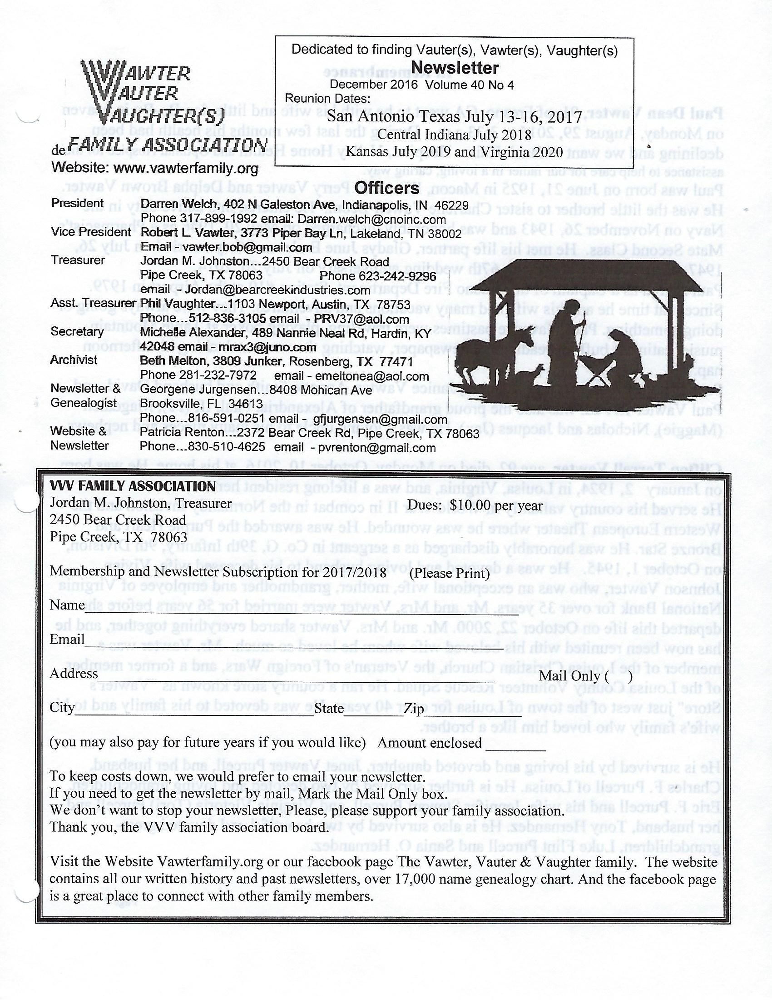 VAWTER
VAUTER
VAUGHTER(S)
de FAMILY ASSOCIATION
Website: www.vawterfamily.org
Dedicated to finding Vauter(s), Vawter(s), Vaughter(s)
Newsletter
December 2016 Volume 40 No 4
Reunion Dates:
San Antonio Texas July 13-16, 2017
Central Indiana July 2018
Kansas July 2019 and Virginia 2020
Officers
President Darren Welch, 402 N Galeston Ave, Indianapolis, IN 46229
Phone 317-899-1992 email: Darren.welch@cnoinc.com
Vice President Robert L. Vawter, 3773 Piper Bay Ln, Lakeland, TN 38002
Email - vawter.bob@gmail.com
Treasurer Jordan M. Johnston...2450 Bear Creek Road
Pipe Creek, TX 78063 Phone 623-242-9296
email - Jordan@bearcreekindustries.com
Asst. Treasurer Phil Vaughter...1103 Newport, Austin, TX 78753
Phone...512-836-3105 email - PRV37@aol.com
Secretary Michelle Alexander, 489 Nannie Neal Rd, Hardin, KY
42048 email - mrax3@juno.com
Archivist Beth Melton, 3809 Junker, Rosenberg, TX 77471
Phone 281-232-7972 email - emeltonea@aol.com
Newsletter & Georgene Jurgensen...8408 Mohican Ave
Genealogist Brooksville, FL 34613
Phone...816-591-0251 email - gfjurgensen@gmail.com
Website & Patricia Renton...2372 Bear Creek Rd, Pipe Creek, TX 78063
Newsletter Phone...830-510-4625 email - pvrenton@gmail.com
VVV FAMILY ASSOCIATION
Jordan M. Johnston, Treasurer Dues: $10.00 per year
2450 Bear Creek Road
Pipe Creek, TX 78063
Membership and Newsletter Subscription for 2017/2018 (Please Print)
Name
Email
Address Mail Only ( )
City State Zip
(you may also pay for future years if you would like) Amount enclosed
To keep costs down, we would prefer to email your newsletter.
If you need to get the newsletter by mail, Mark the Mail Only box.
We don't want to stop your newsletter, Please, please support your family association.
Thank you, the VVV family association board.
Visit the Website Vawterfamily.org or our facebook page The Vawter, Vauter & Vaughter family. The website
contains all our written history and past newsletters, over 17,000 name genealogy chart. And the facebook page
is a great place to connect with other family members.